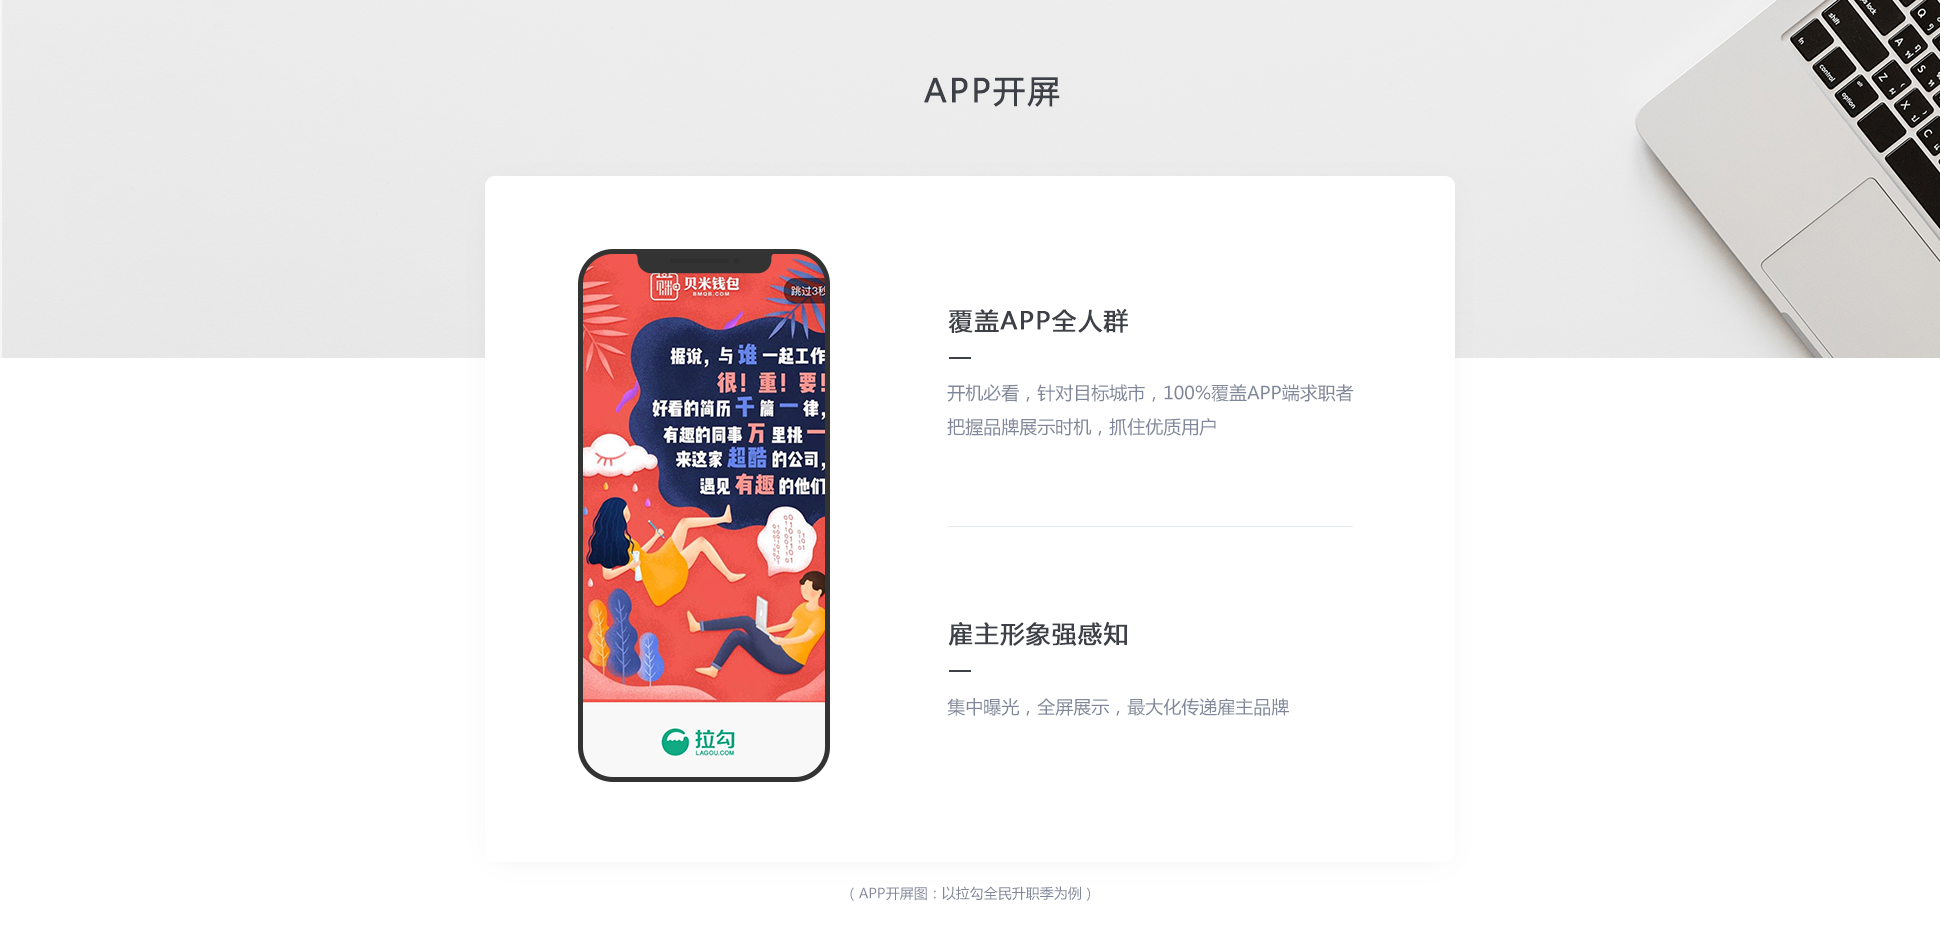 APP开屏
贝米钱包
BMOB.COM
跳过3秒
据说，与谁一起工作
很！重！要！
好看的简历千篇一律，
有趣的同事万里挑一
来这家超酷的公司，
遇见有趣的他们
拉勾
LAGOU.COM
覆盖APP全人群
开机必看，针对目标城市，100%覆盖APP端求职者
把握品牌展示时机，抓住优质用户
雇主形象强感知
集中曝光，全屏展示，最大化传递雇主品牌
（ APP开屏图：以拉勾全民升职季为例 ）
fn
shift
control
alt
option